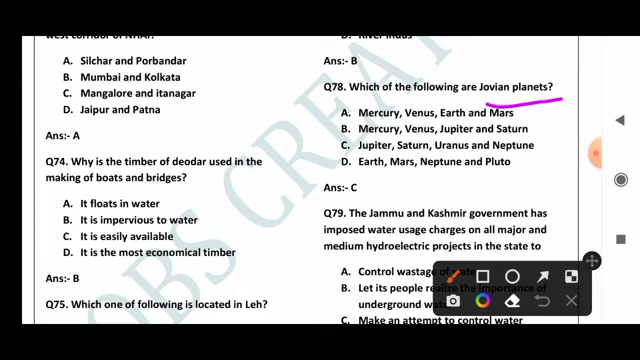 west corridor of NHAI?
A. Silchar and Porbandar
B. Mumbai and Kolkata
C. Mangalore and itanagar
D. Jaipur and Patna
Ans:- A
Q74. Why is the timber of deodar used in the
making of boats and bridges?
A. It floats in water
B. It is impervious to water
C. It is easily available
D. It is the most economical timber
Ans:- B
Q75. Which one of following is located in Leh?
D. River Indus
Ans:- B
Q78. Which of the following are Jovian planets?
A. Mercury, Venus, Earth and Mars
B. Mercury, Venus, Jupiter and Saturn
C. Jupiter, Saturn, Uranus and Neptune
D. Earth, Mars, Neptune and Pluto
Ans:- C
Q79. The Jammu and Kashmir government has
imposed water usage charges on all major and
medium hydroelectric projects in the state to
A. Control wastage of water
B. Let its people realize the importance of
underground
C. Make an attempt to control water
JOBS CREAT